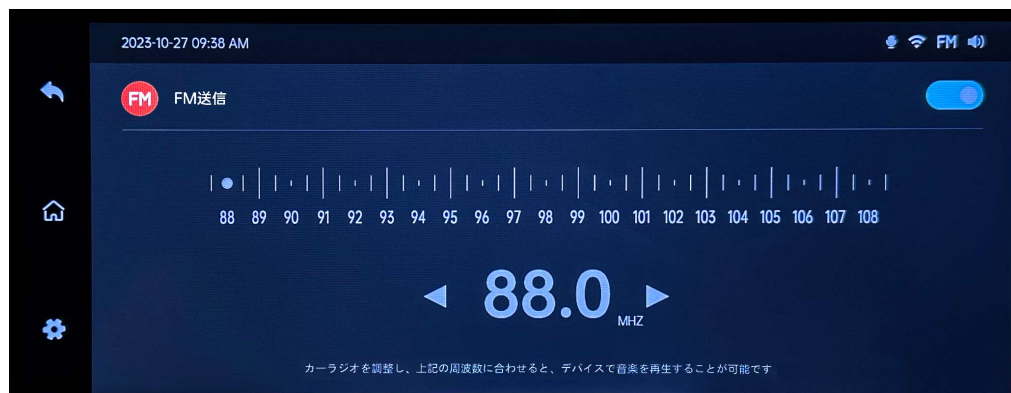 2023-10-27 09:38 AM FM
FM FM送信
88 89 90 91 92 93 94 95 96 97 98 99 100 101 102 103 104 105 106 107 108
88.0 MHZ
カーラジオを調整し、上記の周波数に合わせると、デバイスで音楽を再生することが可能です